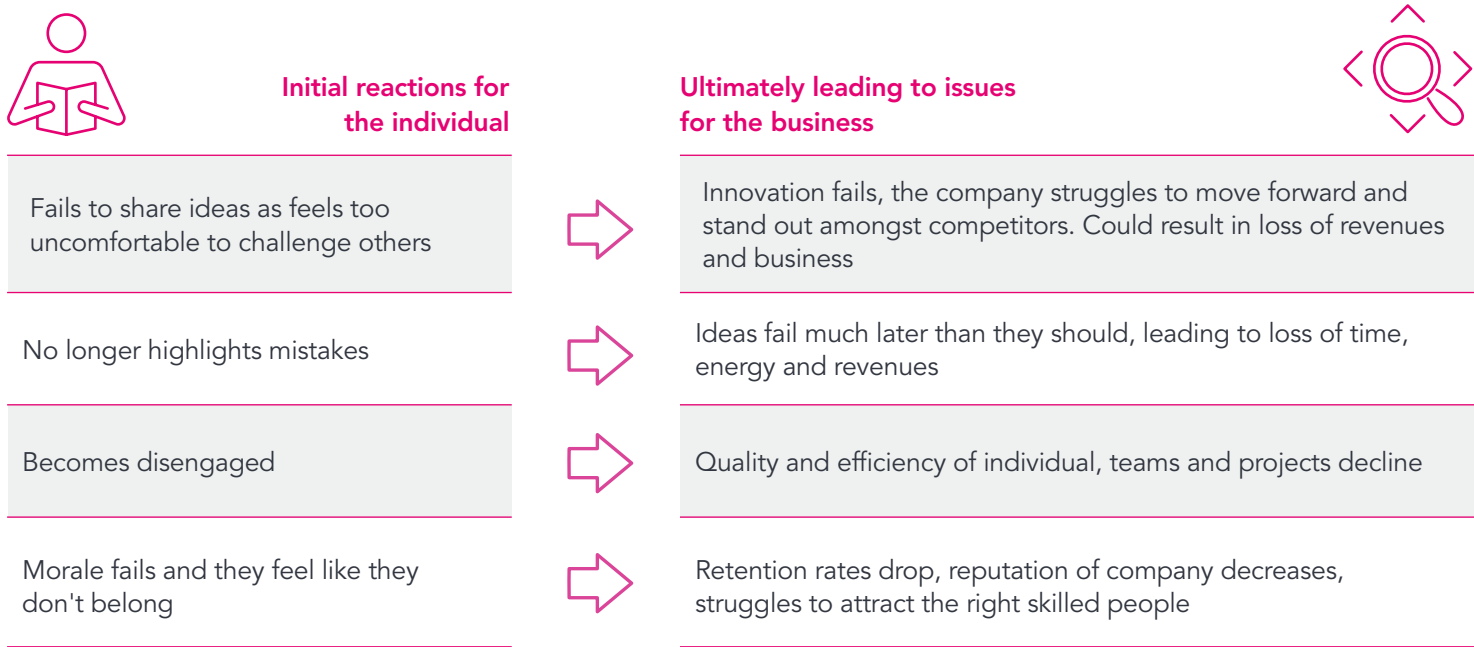 Initial reactions for
the individual
Ultimately leading to issues
for the business
Fails to share ideas as feels too
uncomfortable to challenge others
Innovation fails, the company struggles to move forward and
stand out amongst competitors. Could result in loss of revenues
and business
No longer highlights mistakes
Ideas fail much later than they should, leading to loss of time,
energy and revenues
Becomes disengaged
Quality and efficiency of individual, teams and projects decline
Morale fails and they feel like they
don't belong
Retention rates drop, reputation of company decreases,
struggles to attract the right skilled people